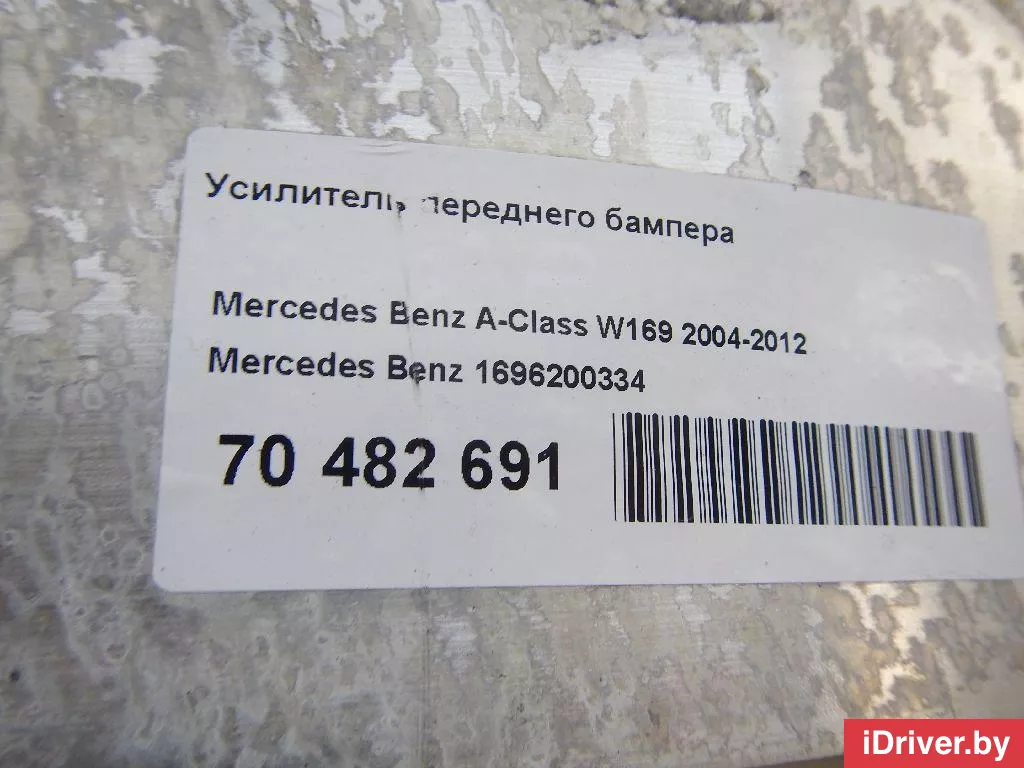 Усилитель переднего бампера
Mercedes Benz A-Class W169 2004-2012
Mercedes Benz 1696200334
70 482 691
iDriver.by